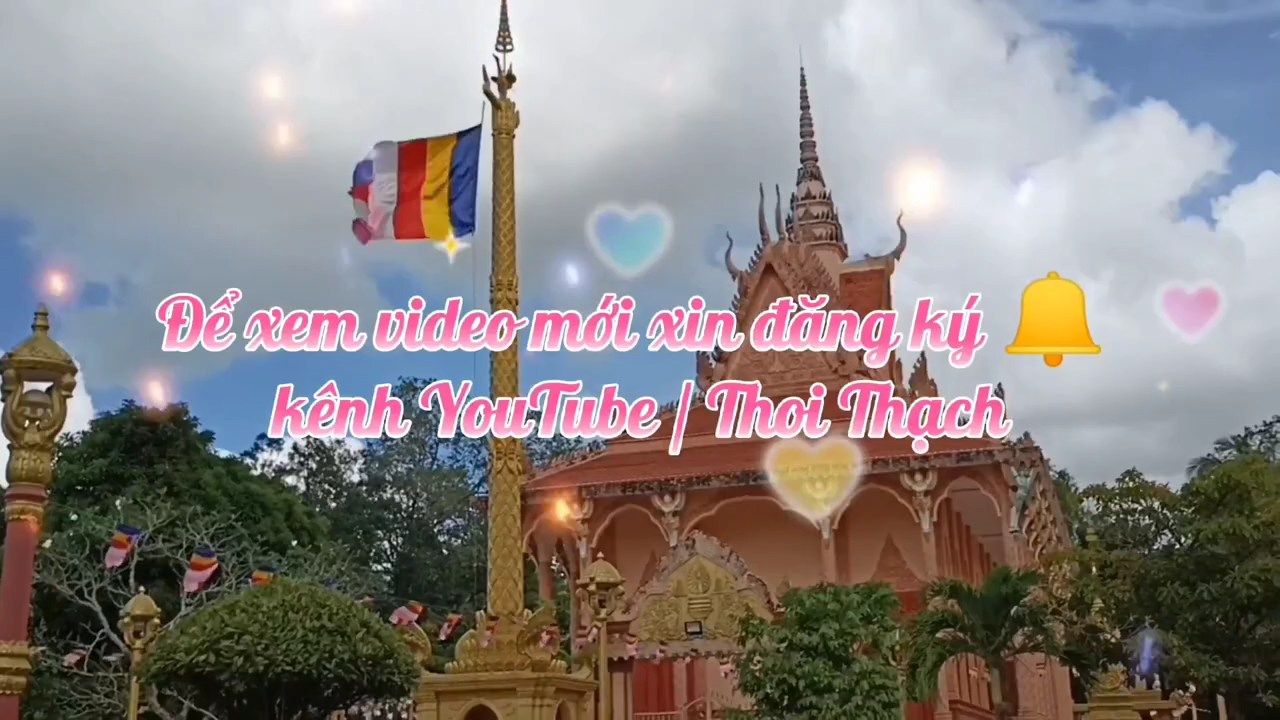 Để xem video mới xin đăng ký
kênh YouTube / Thoi Thạch